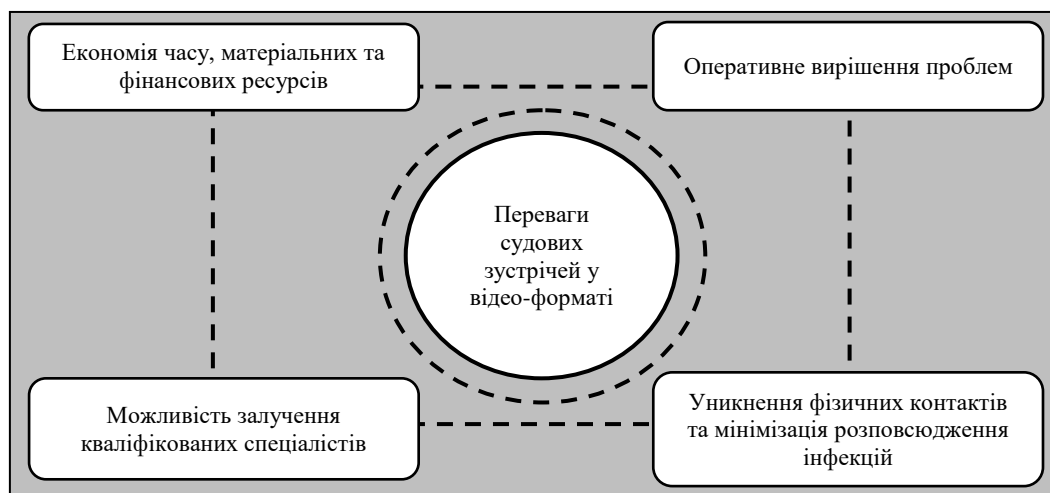 Економія часу, матеріальних та
фінансових ресурсів
Оперативне вирішення проблем
Переваги
судових
зустрічей у
відео-форматі
Можливість залучення
кваліфікованих спеціалістів
Уникнення фізичних контактів
та мінімізація розповсюдження
інфекцій